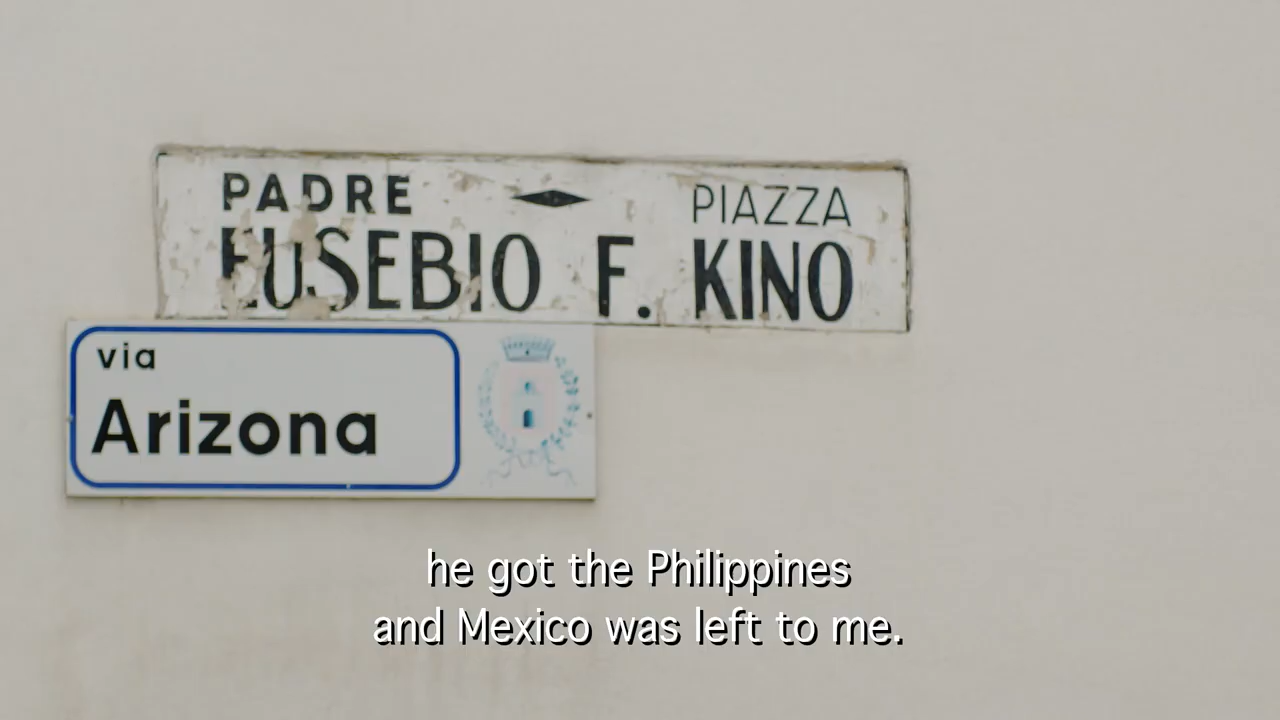 PADRE PIAZZA
EUSEBIO F. KINO
via
Arizona
he got the Philippines
and Mexico was left to me.